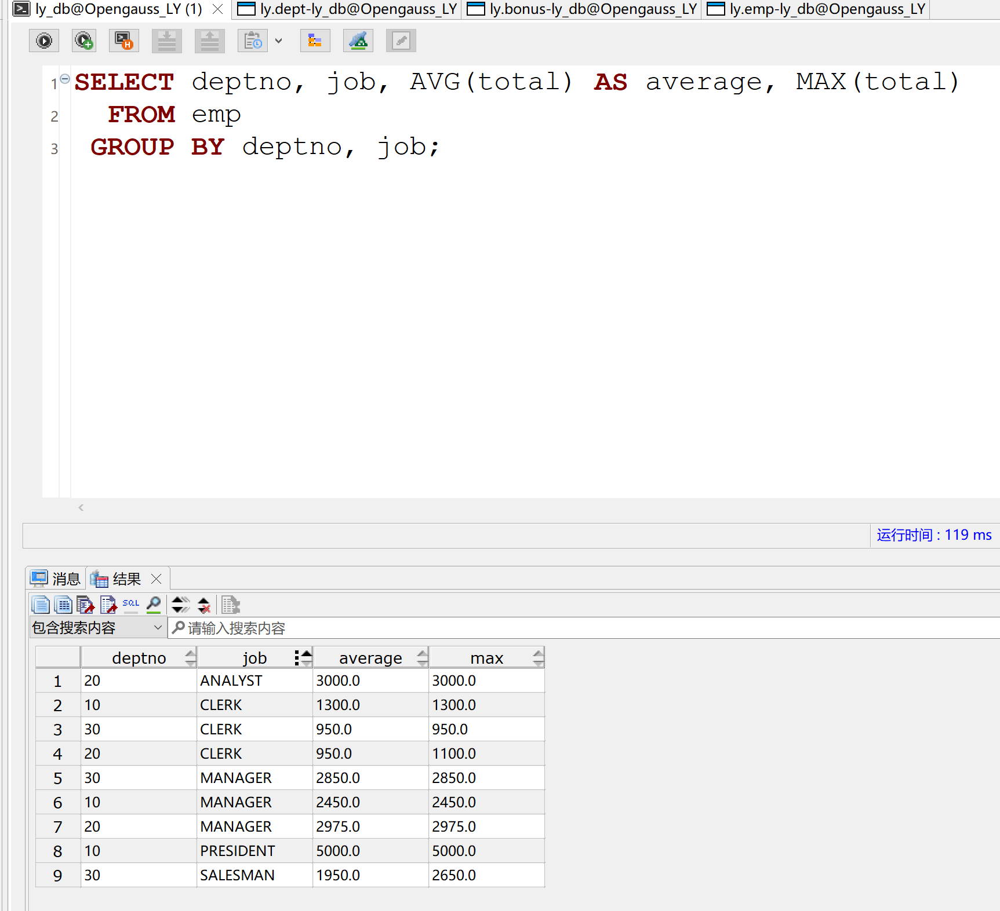 ly_db@Opengauss_LY (1) ly.dept-ly_db@Opengauss_LY ly.bonus-ly_db@Opengauss_LY ly.emp-ly_db@Opengauss_LY
1 SELECT deptno, job, AVG(total) AS average, MAX(total)
2 FROM emp
3 GROUP BY deptno, job;
运行时间 : 119 ms
消息 结果
SQL
包含搜索内容 请输入搜索内容
deptno job average max
1 20 ANALYST 3000.0 3000.0
2 10 CLERK 1300.0 1300.0
3 30 CLERK 950.0 950.0
4 20 CLERK 950.0 1100.0
5 30 MANAGER 2850.0 2850.0
6 10 MANAGER 2450.0 2450.0
7 20 MANAGER 2975.0 2975.0
8 10 PRESIDENT 5000.0 5000.0
9 30 SALESMAN 1950.0 2650.0